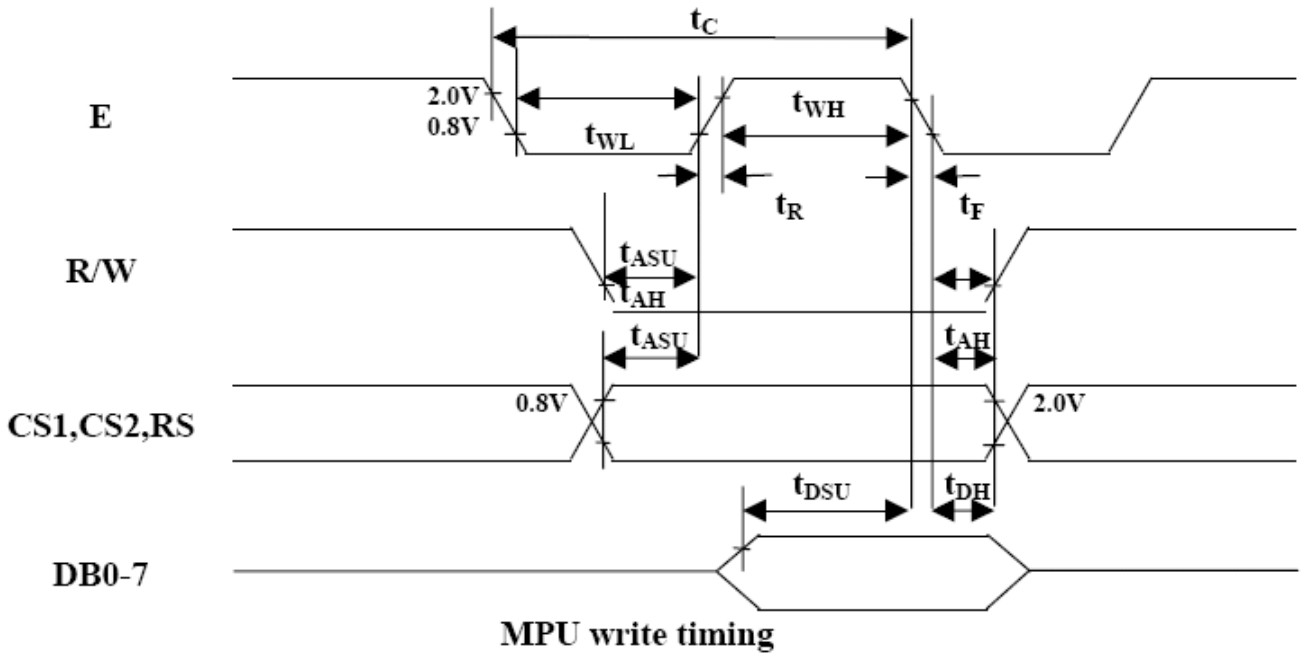 tC
E
2.0V
0.8V
tWL
tWH
tR
tF
R/W
tASU
tAH
tASU
tAH
CS1,CS2,RS
0.8V
2.0V
tDSU
tDH
DB0-7
MPU write timing